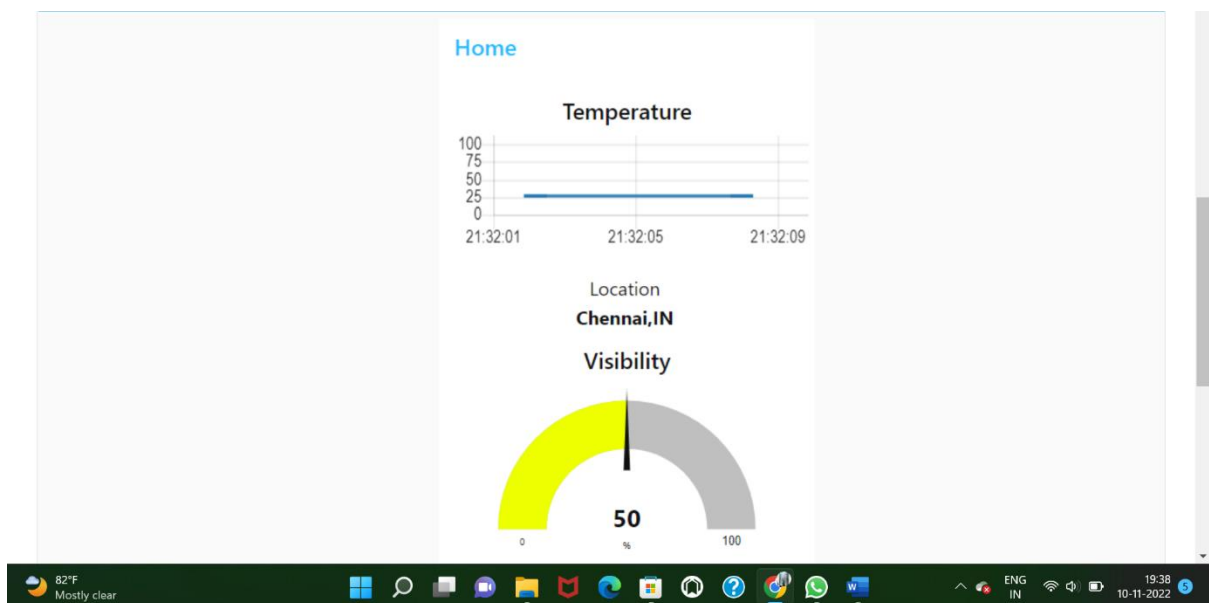 Home
Temperature
100
75
50
25
0
21:32:01 21:32:05 21:32:09
Location
Chennai,IN
Visibility
50
0 % 100
82°F
Mostly clear
W
ENG
IN
19:38
10-11-2022
5